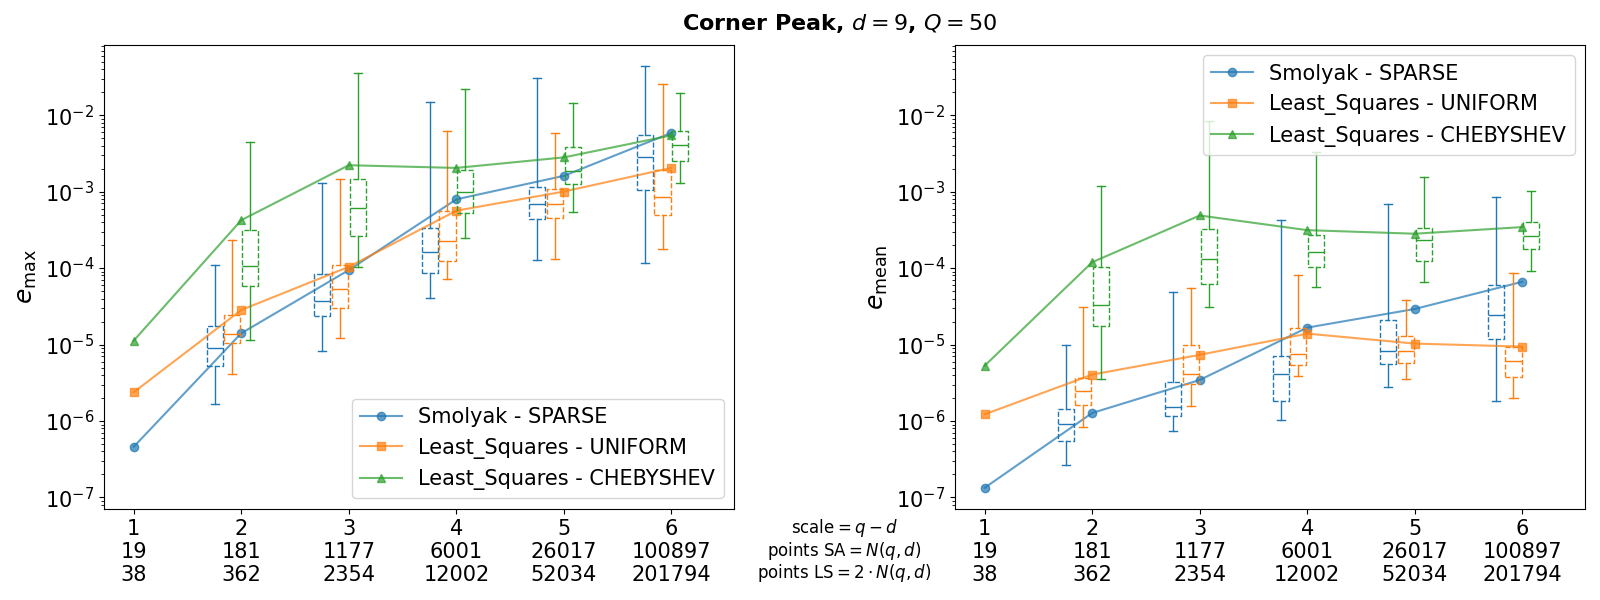 Corner Peak, d = 9, Q = 50
e_max
10^−2
10^−3
10^−4
10^−5
10^−6
10^−7
Smolyak - SPARSE
Least_Squares - UNIFORM
Least_Squares - CHEBYSHEV
1 2 3 4 5 6
19 181 1177 6001 26017 100897
38 362 2354 12002 52034 201794
scale = q − d
points SA = N(q, d)
points LS = 2 · N(q, d)
e_mean
10^−2
10^−3
10^−4
10^−5
10^−6
10^−7
Smolyak - SPARSE
Least_Squares - UNIFORM
Least_Squares - CHEBYSHEV
1 2 3 4 5 6
19 181 1177 6001 26017 100897
38 362 2354 12002 52034 201794